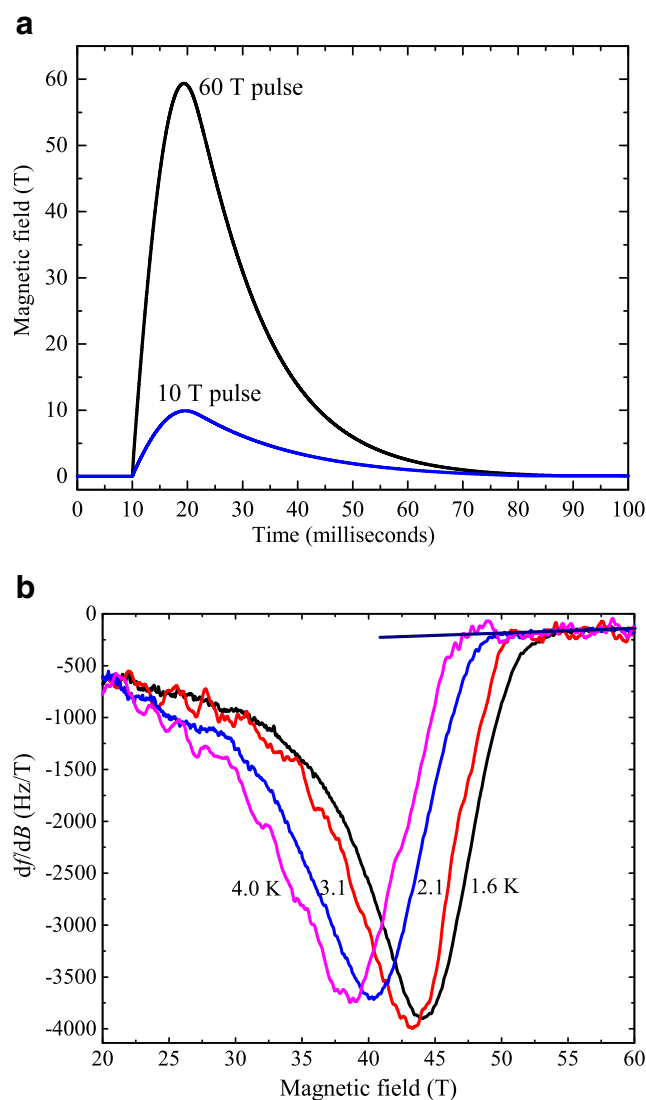 a
60 T pulse
10 T pulse
Magnetic field (T)
60
50
40
30
20
10
0
0 10 20 30 40 50 60 70 80 90 100
Time (milliseconds)
b
df/dB (Hz/T)
0
-500
-1000
-1500
-2000
-2500
-3000
-3500
-4000
4.0 K 3.1 2.1 1.6 K
20 25 30 35 40 45 50 55 60
Magnetic field (T)